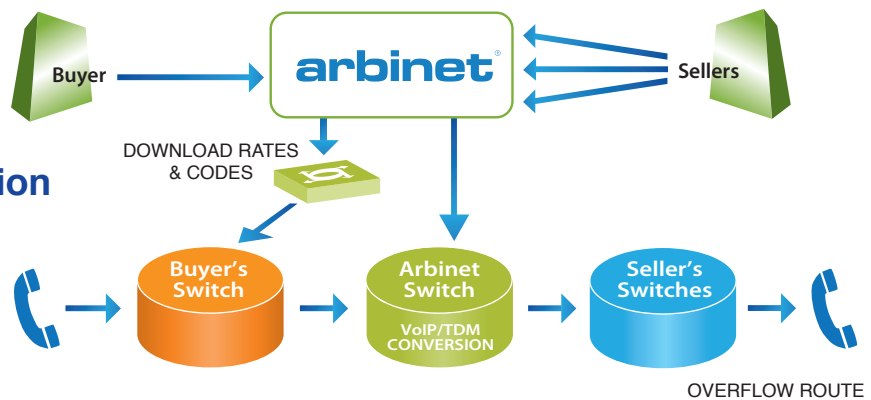 Buyer
arbinet®
Sellers
DOWNLOAD RATES
& CODES
ion
Buyer's
Switch
Arbinet
Switch
VoIP/TDM
CONVERSION
Seller's
Switches
OVERFLOW ROUTE